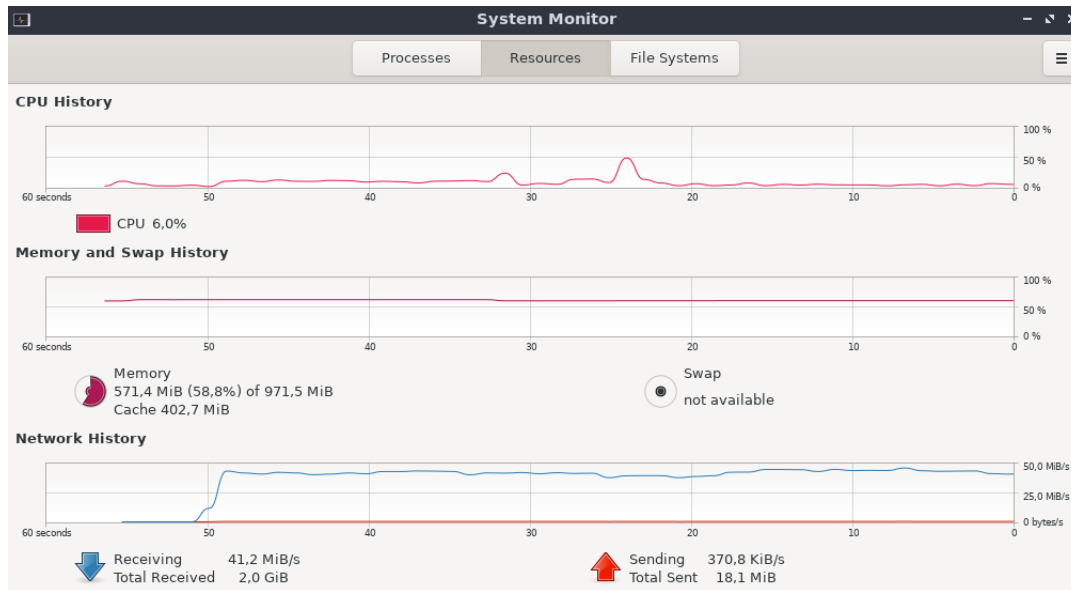 System Monitor
Processes Resources File Systems
CPU History
100 %
50 %
0 %
60 seconds 50 40 30 20 10 0
CPU 6,0%
Memory and Swap History
100 %
50 %
0 %
60 seconds 50 40 30 20 10 0
Memory
571,4 MiB (58,8%) of 971,5 MiB
Cache 402,7 MiB
Swap
not available
Network History
50,0 MiB/s
25,0 MiB/s
0 bytes/s
60 seconds 50 40 30 20 10 0
Receiving 41,2 MiB/s
Total Received 2,0 GiB
Sending 370,8 KiB/s
Total Sent 18,1 MiB